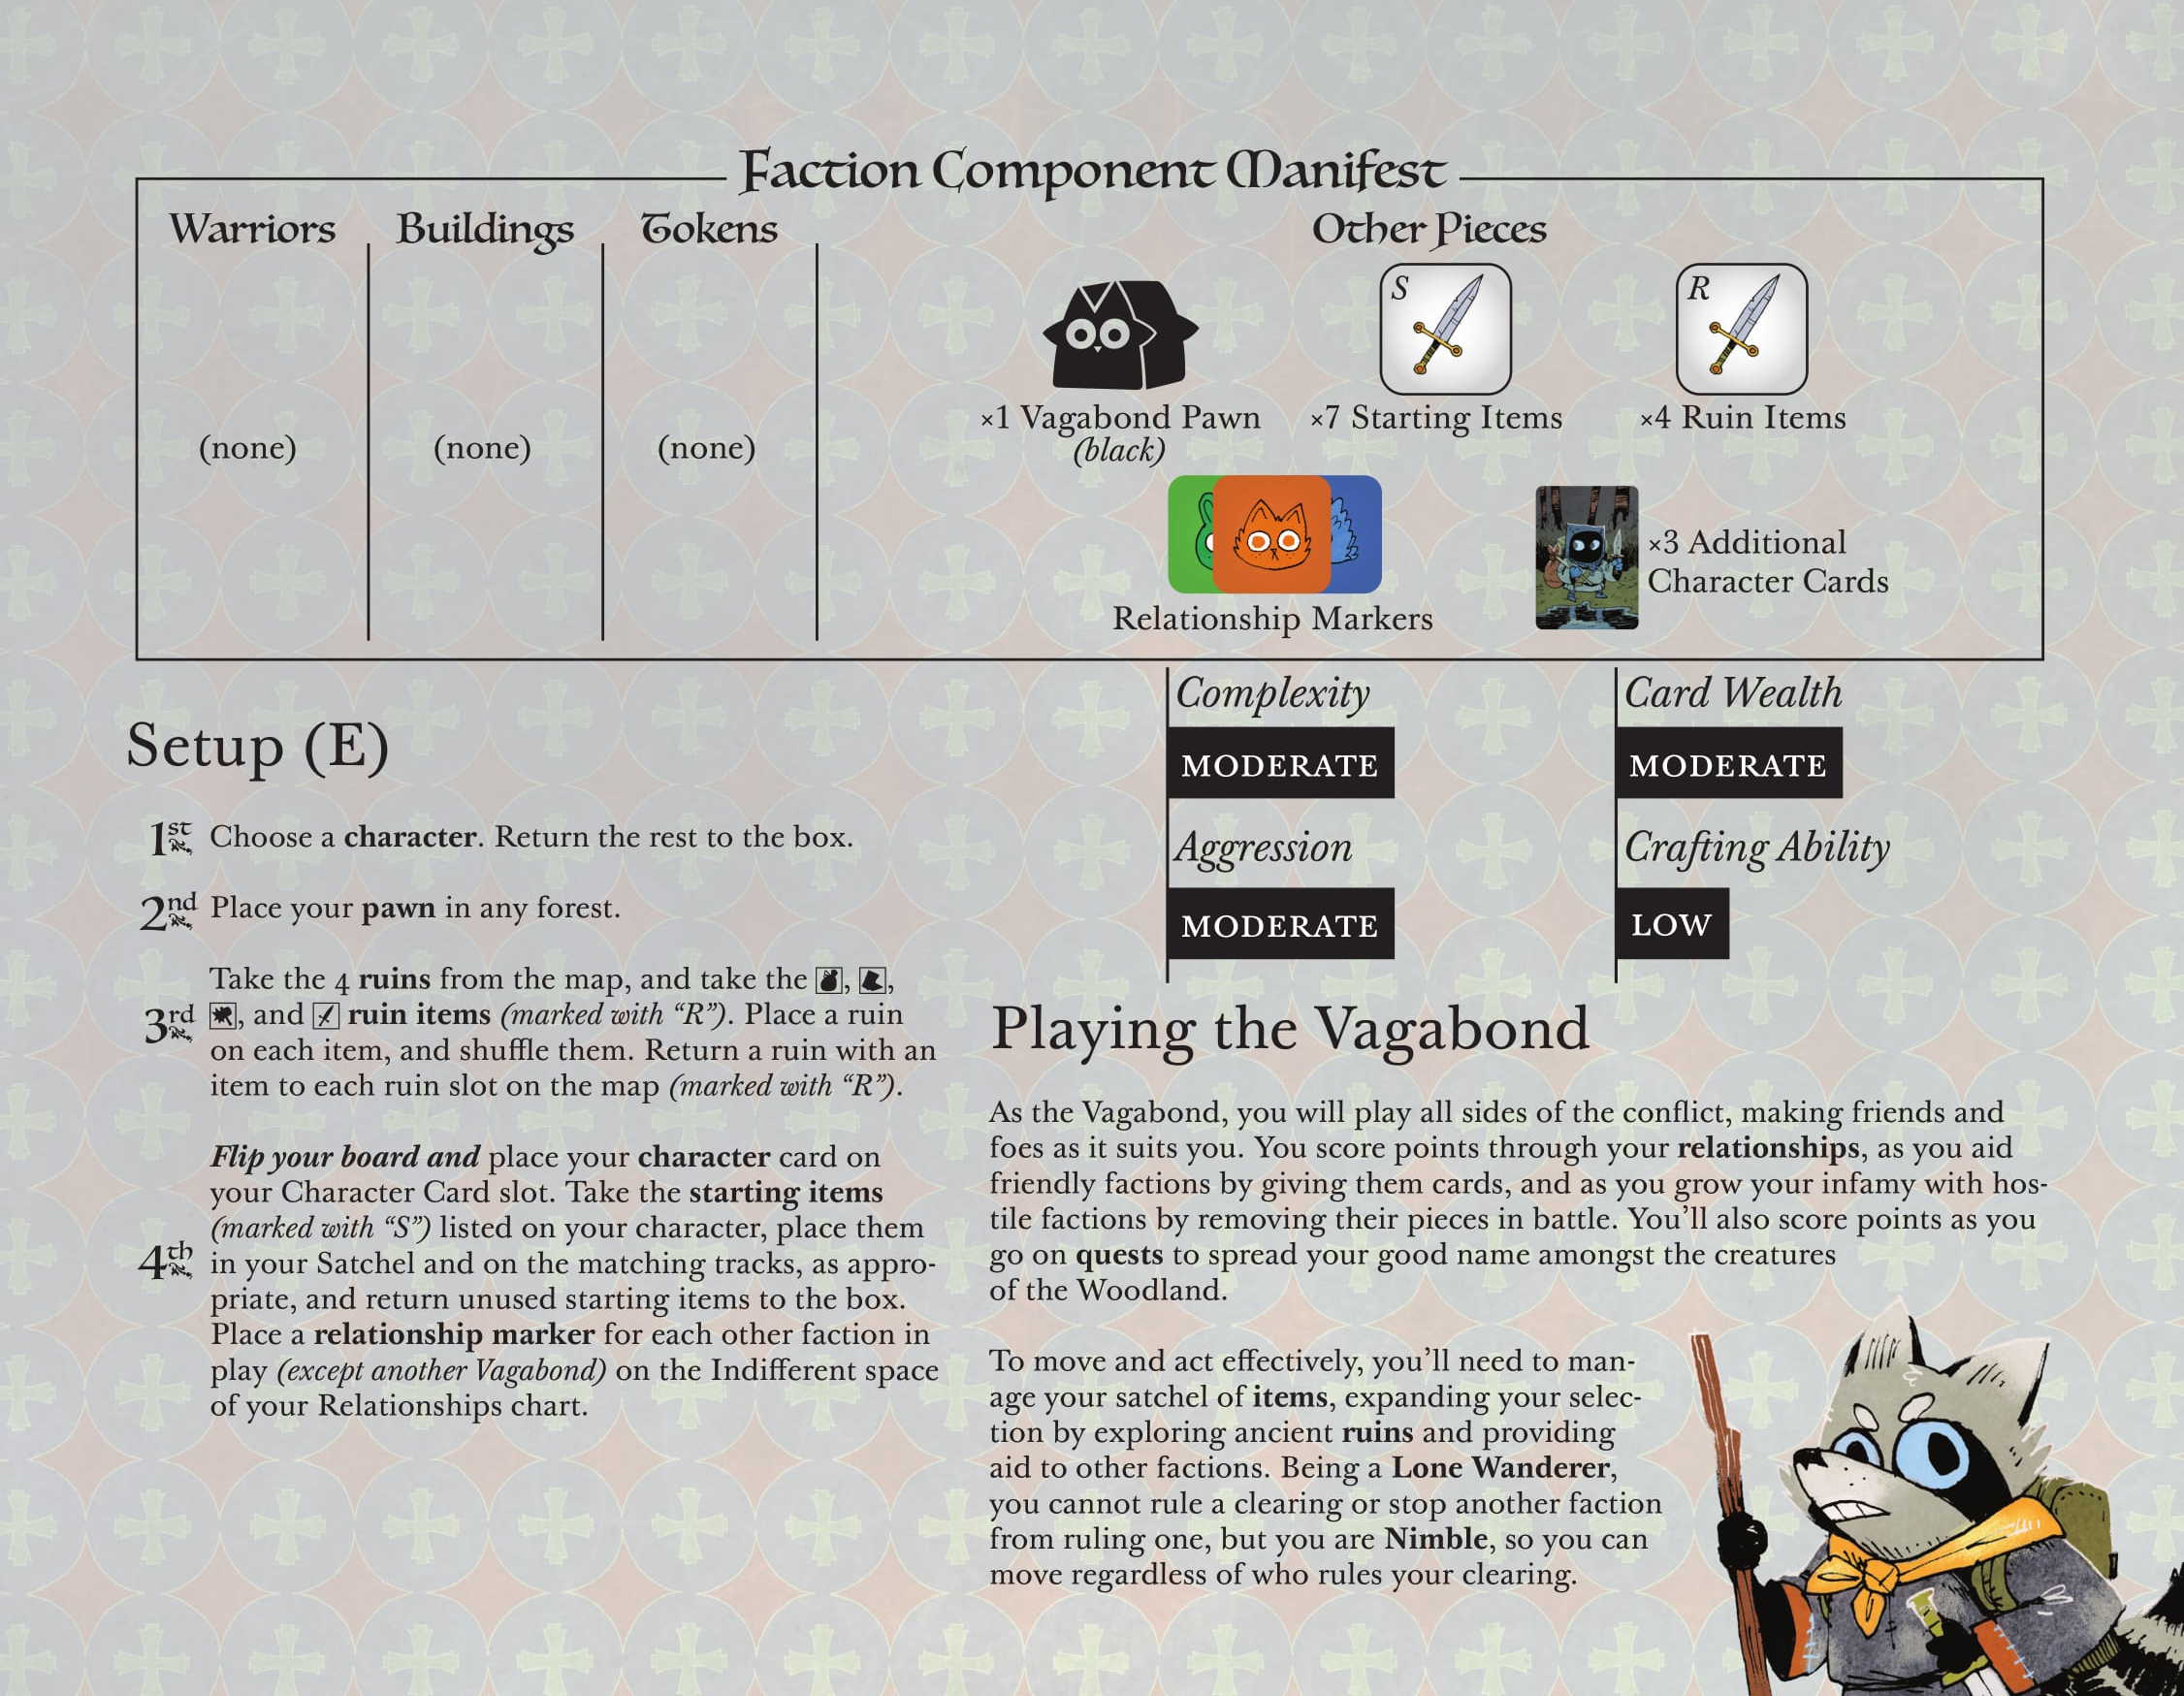 Faction Component Manifest
Warriors
Buildings
Tokens
Other Pieces
(none)
(none)
(none)
S
R
×1 Vagabond Pawn
(black)
×7 Starting Items
×4 Ruin Items
Relationship Markers
×3 Additional
Character Cards
Setup (E)
1st Choose a character. Return the rest to the box.
2nd Place your pawn in any forest.
3rd
Take the 4 ruins from the map, and take the , ,
, and ruin items (marked with “R”). Place a ruin
on each item, and shuffle them. Return a ruin with an
item to each ruin slot on the map (marked with “R”).
4th
Flip your board and place your character card on
your Character Card slot. Take the starting items
(marked with “S”) listed on your character, place them
in your Satchel and on the matching tracks, as appro-
priate, and return unused starting items to the box.
Place a relationship marker for each other faction in
play (except another Vagabond) on the Indifferent space
of your Relationships chart.
Complexity
MODERATE
Card Wealth
MODERATE
Aggression
MODERATE
Crafting Ability
LOW
Playing the Vagabond
As the Vagabond, you will play all sides of the conflict, making friends and
foes as it suits you. You score points through your relationships, as you aid
friendly factions by giving them cards, and as you grow your infamy with hos-
tile factions by removing their pieces in battle. You’ll also score points as you
go on quests to spread your good name amongst the creatures
of the Woodland.
To move and act effectively, you’ll need to man-
age your satchel of items, expanding your selec-
tion by exploring ancient ruins and providing
aid to other factions. Being a Lone Wanderer,
you cannot rule a clearing or stop another faction
from ruling one, but you are Nimble, so you can
move regardless of who rules your clearing.